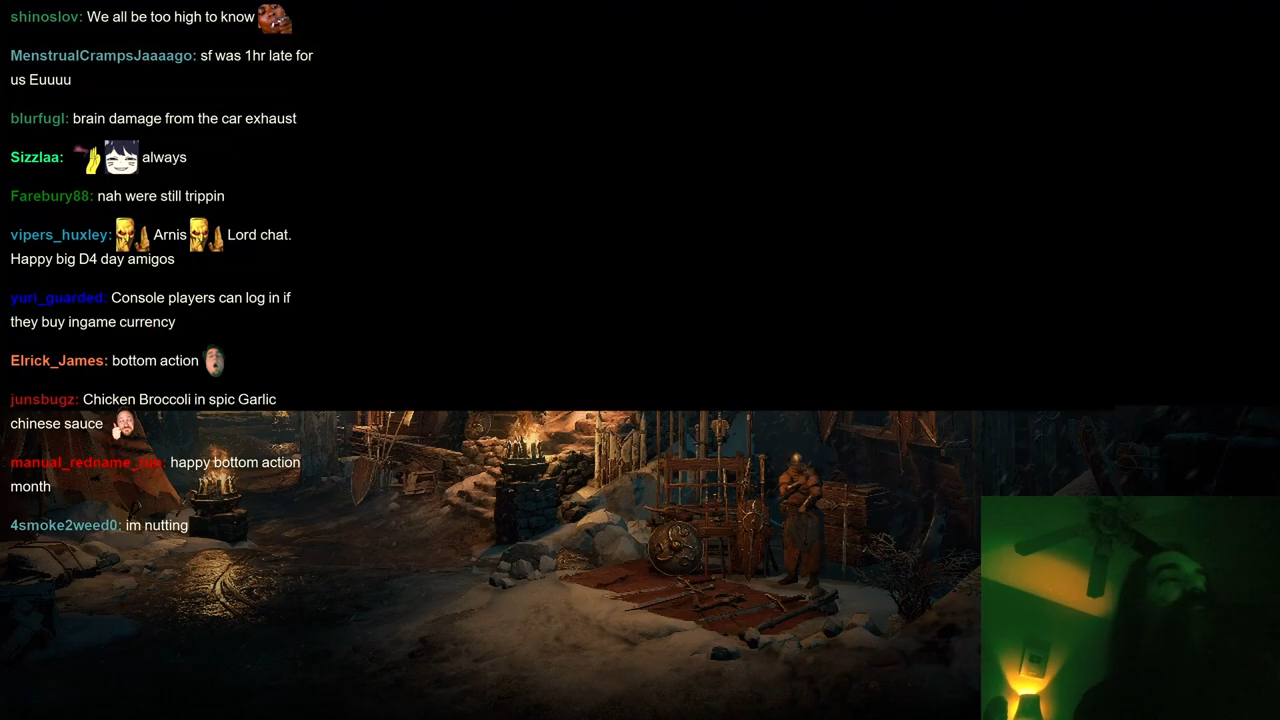 shinoslov: We all be too high to know
MenstrualCrampsJaaaago: sf was 1hr late for
us Euuuu
blurfugl: brain damage from the car exhaust
Sizzlaa: always
Farebury88: nah were still trippin
vipers_huxley: Arnis Lord chat.
Happy big D4 day amigos
yuri_guarded: Console players can log in if
they buy ingame currency
Elrick_James: bottom action
junsbugz: Chicken Broccoli in spic Garlic
chinese sauce
manual_redname_run: happy bottom action
month
4smoke2weed0: im nutting